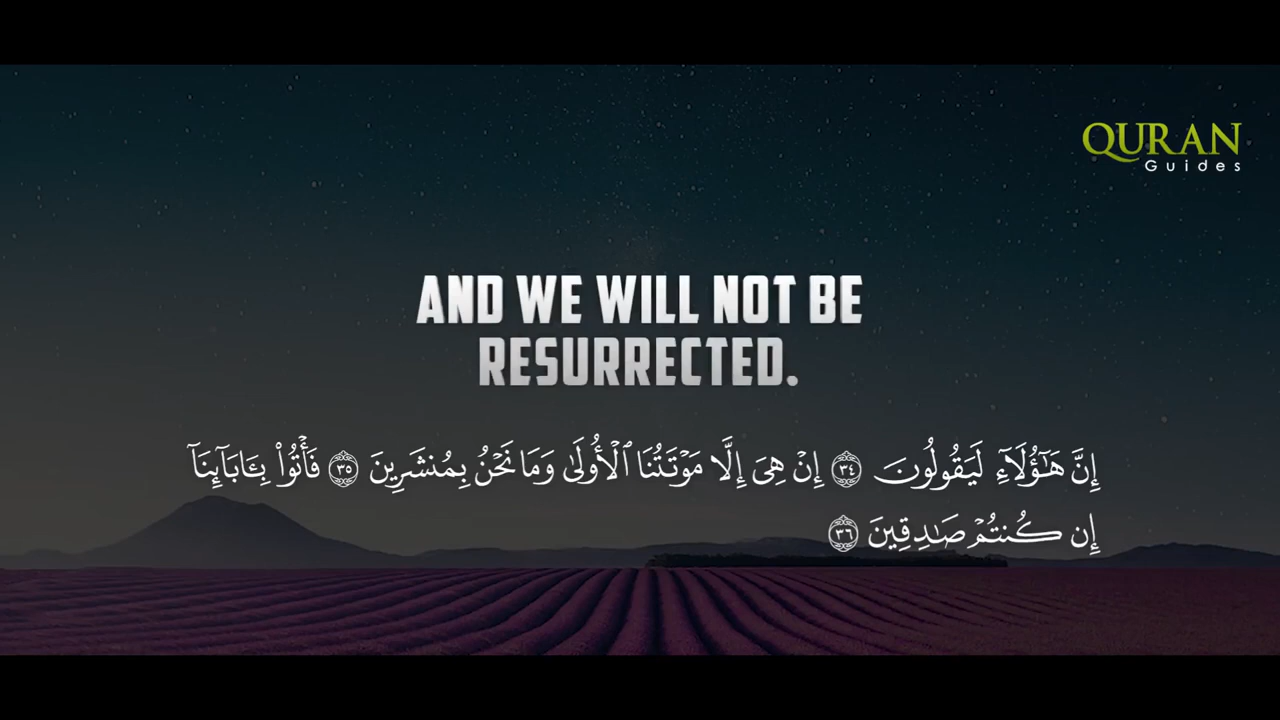 QURAN
Guides
AND WE WILL NOT BE
RESURRECTED.
إِنَّ هَٰٓؤُلَآءِ لَيَقُولُونَ ٣٤ إِنْ هِىَ إِلَّا مَوْتَتُنَا ٱلْأُولَىٰ وَمَا نَحْنُ بِمُنشَرِينَ ٣٥ فَأْتُوا۟ بِـَٔابَآئِنَآ
إِن كُنتُمْ صَـٰدِقِينَ ٣٦